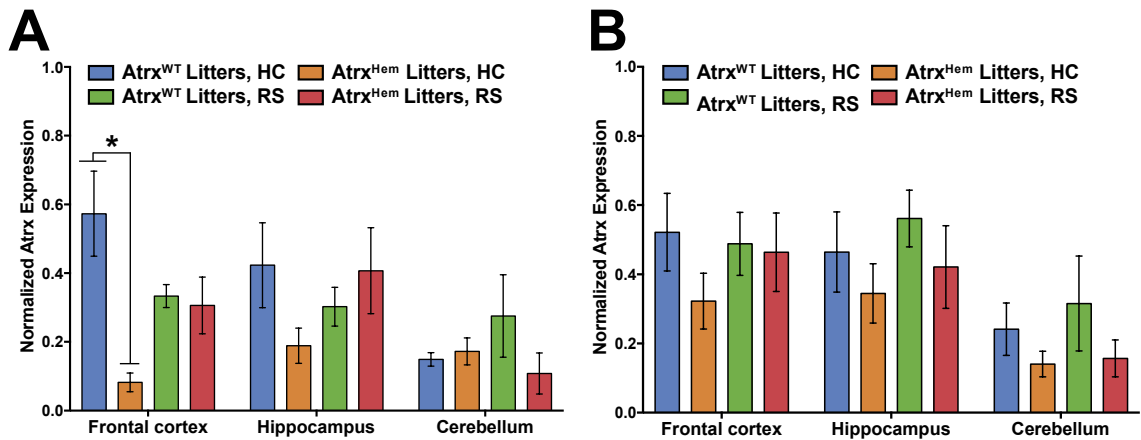 A
Atrx^WT Litters, HC
Atrx^Hem Litters, HC
Atrx^WT Litters, RS
Atrx^Hem Litters, RS
Normalized Atrx Expression
1.0
0.8
0.6
0.4
0.2
0.0
*
Frontal cortex
Hippocampus
Cerebellum
B
Atrx^WT Litters, HC
Atrx^Hem Litters, HC
Atrx^WT Litters, RS
Atrx^Hem Litters, RS
Normalized Atrx Expression
1.0
0.8
0.6
0.4
0.2
0.0
Frontal cortex
Hippocampus
Cerebellum